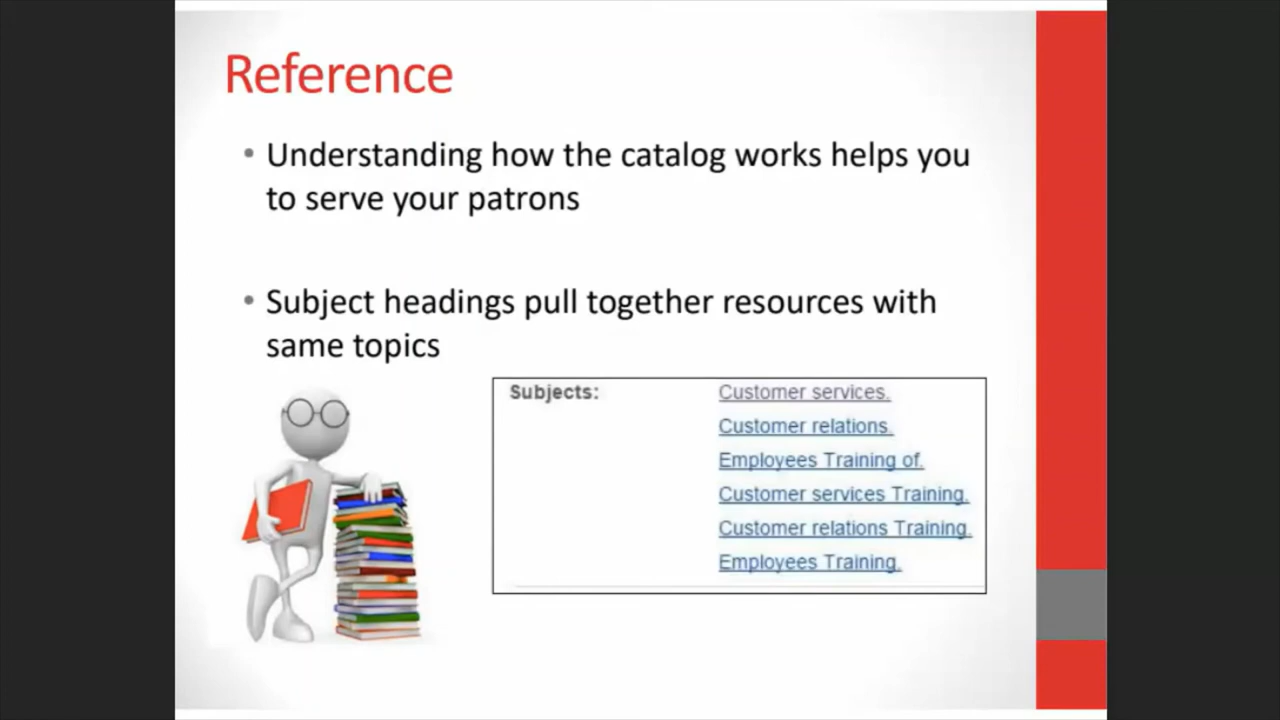 Reference
• Understanding how the catalog works helps you
to serve your patrons
• Subject headings pull together resources with
same topics
Subjects: Customer services.
Customer relations.
Employees Training of.
Customer services Training.
Customer relations Training.
Employees Training.